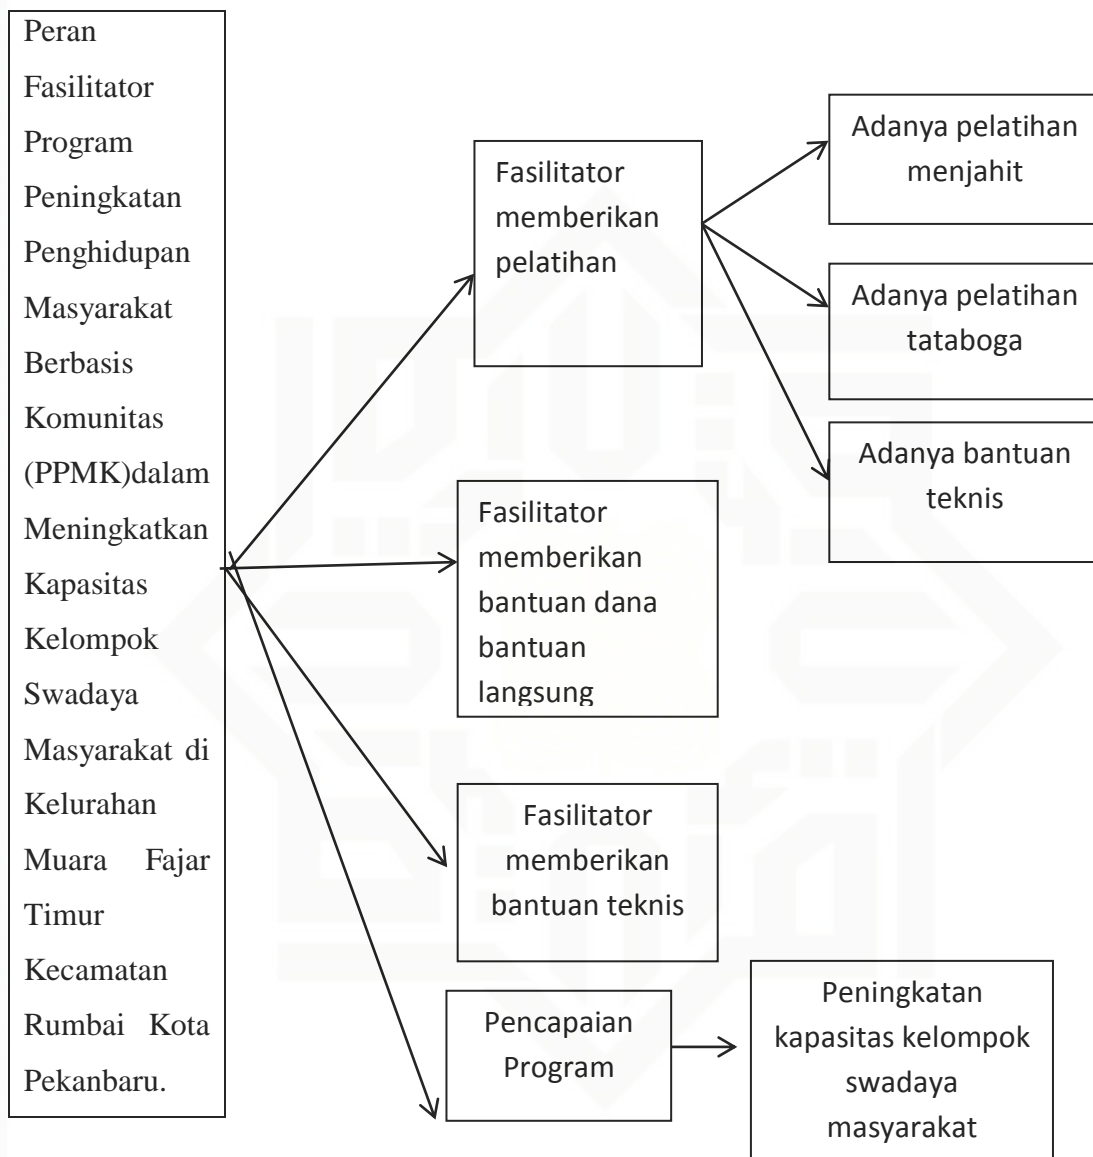 Peran
Fasilitator
Program
Peningkatan
Penghidupan
Masyarakat
Berbasis
Komunitas
(PPMK)dalam
Meningkatkan
Kapasitas
Kelompok
Swadaya
Masyarakat di
Kelurahan
Muara Fajar
Timur
Kecamatan
Rumbai Kota
Pekanbaru.
Fasilitator
memberikan
pelatihan
Adanya pelatihan
menjahit
Adanya pelatihan
tataboga
Adanya bantuan
teknis
Fasilitator
memberikan
bantuan dana
bantuan
langsung
Fasilitator
memberikan
bantuan teknis
Pencapaian
Program
Peningkatan
kapasitas kelompok
swadaya
masyarakat